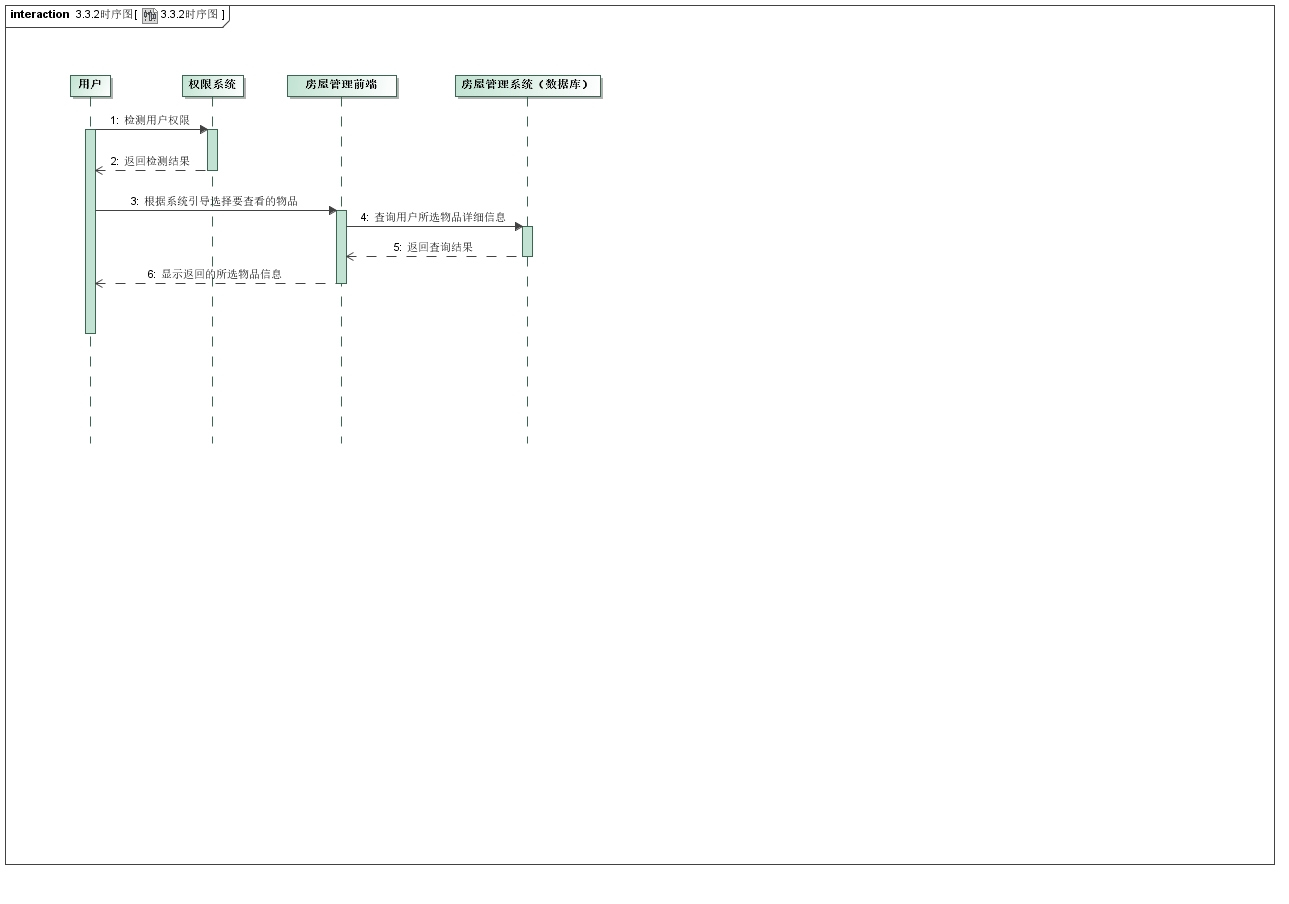 interaction 3.3.2时序图[ 3.3.2时序图 ]
用户 权限系统 房屋管理前端 房屋管理系统（数据库）
1: 检测用户权限
2: 返回检测结果
3: 根据系统引导选择要查看的物品
4: 查询用户所选物品详细信息
5: 返回查询结果
6: 显示返回的所选物品信息